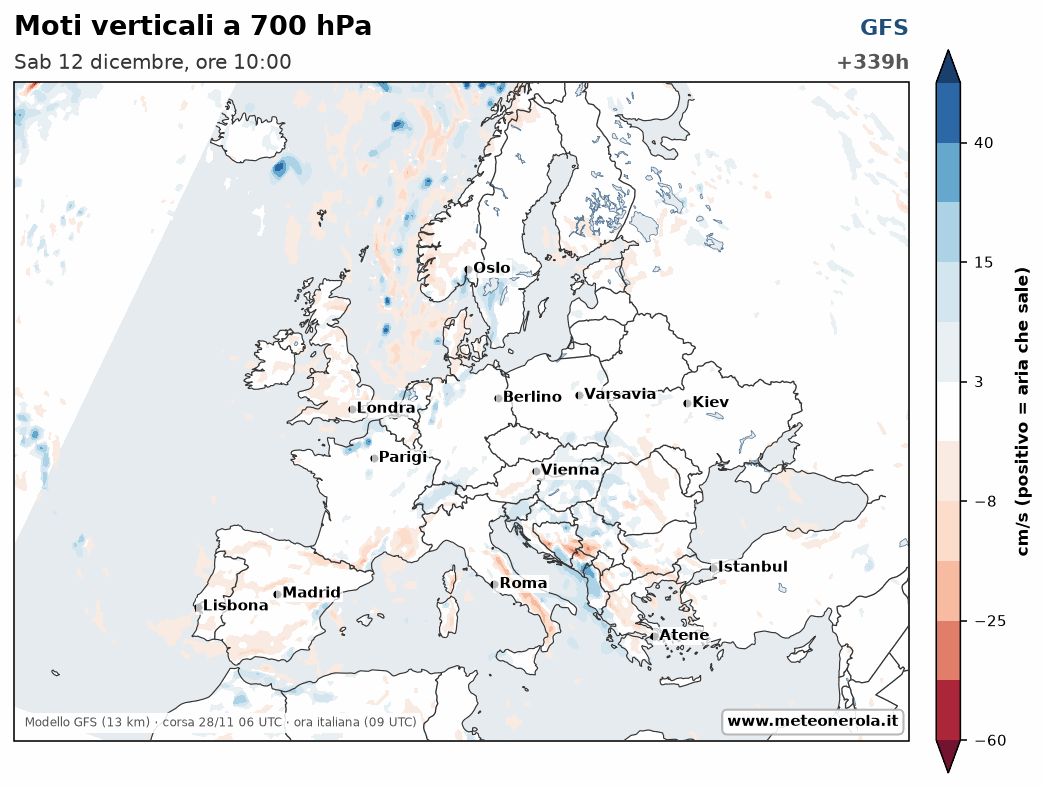 Moti verticali a 700 hPa
GFS
Sab 12 dicembre, ore 10:00
+339h
40
15
3
−8
−25
−60
cm/s (positivo = aria che sale)
Oslo
Londra
Berlino
Varsavia
Kiev
Parigi
Vienna
Istanbul
Roma
Madrid
Lisbona
Atene
Modello GFS (13 km) · corsa 28/11 06 UTC · ora italiana (09 UTC)
www.meteonerola.it